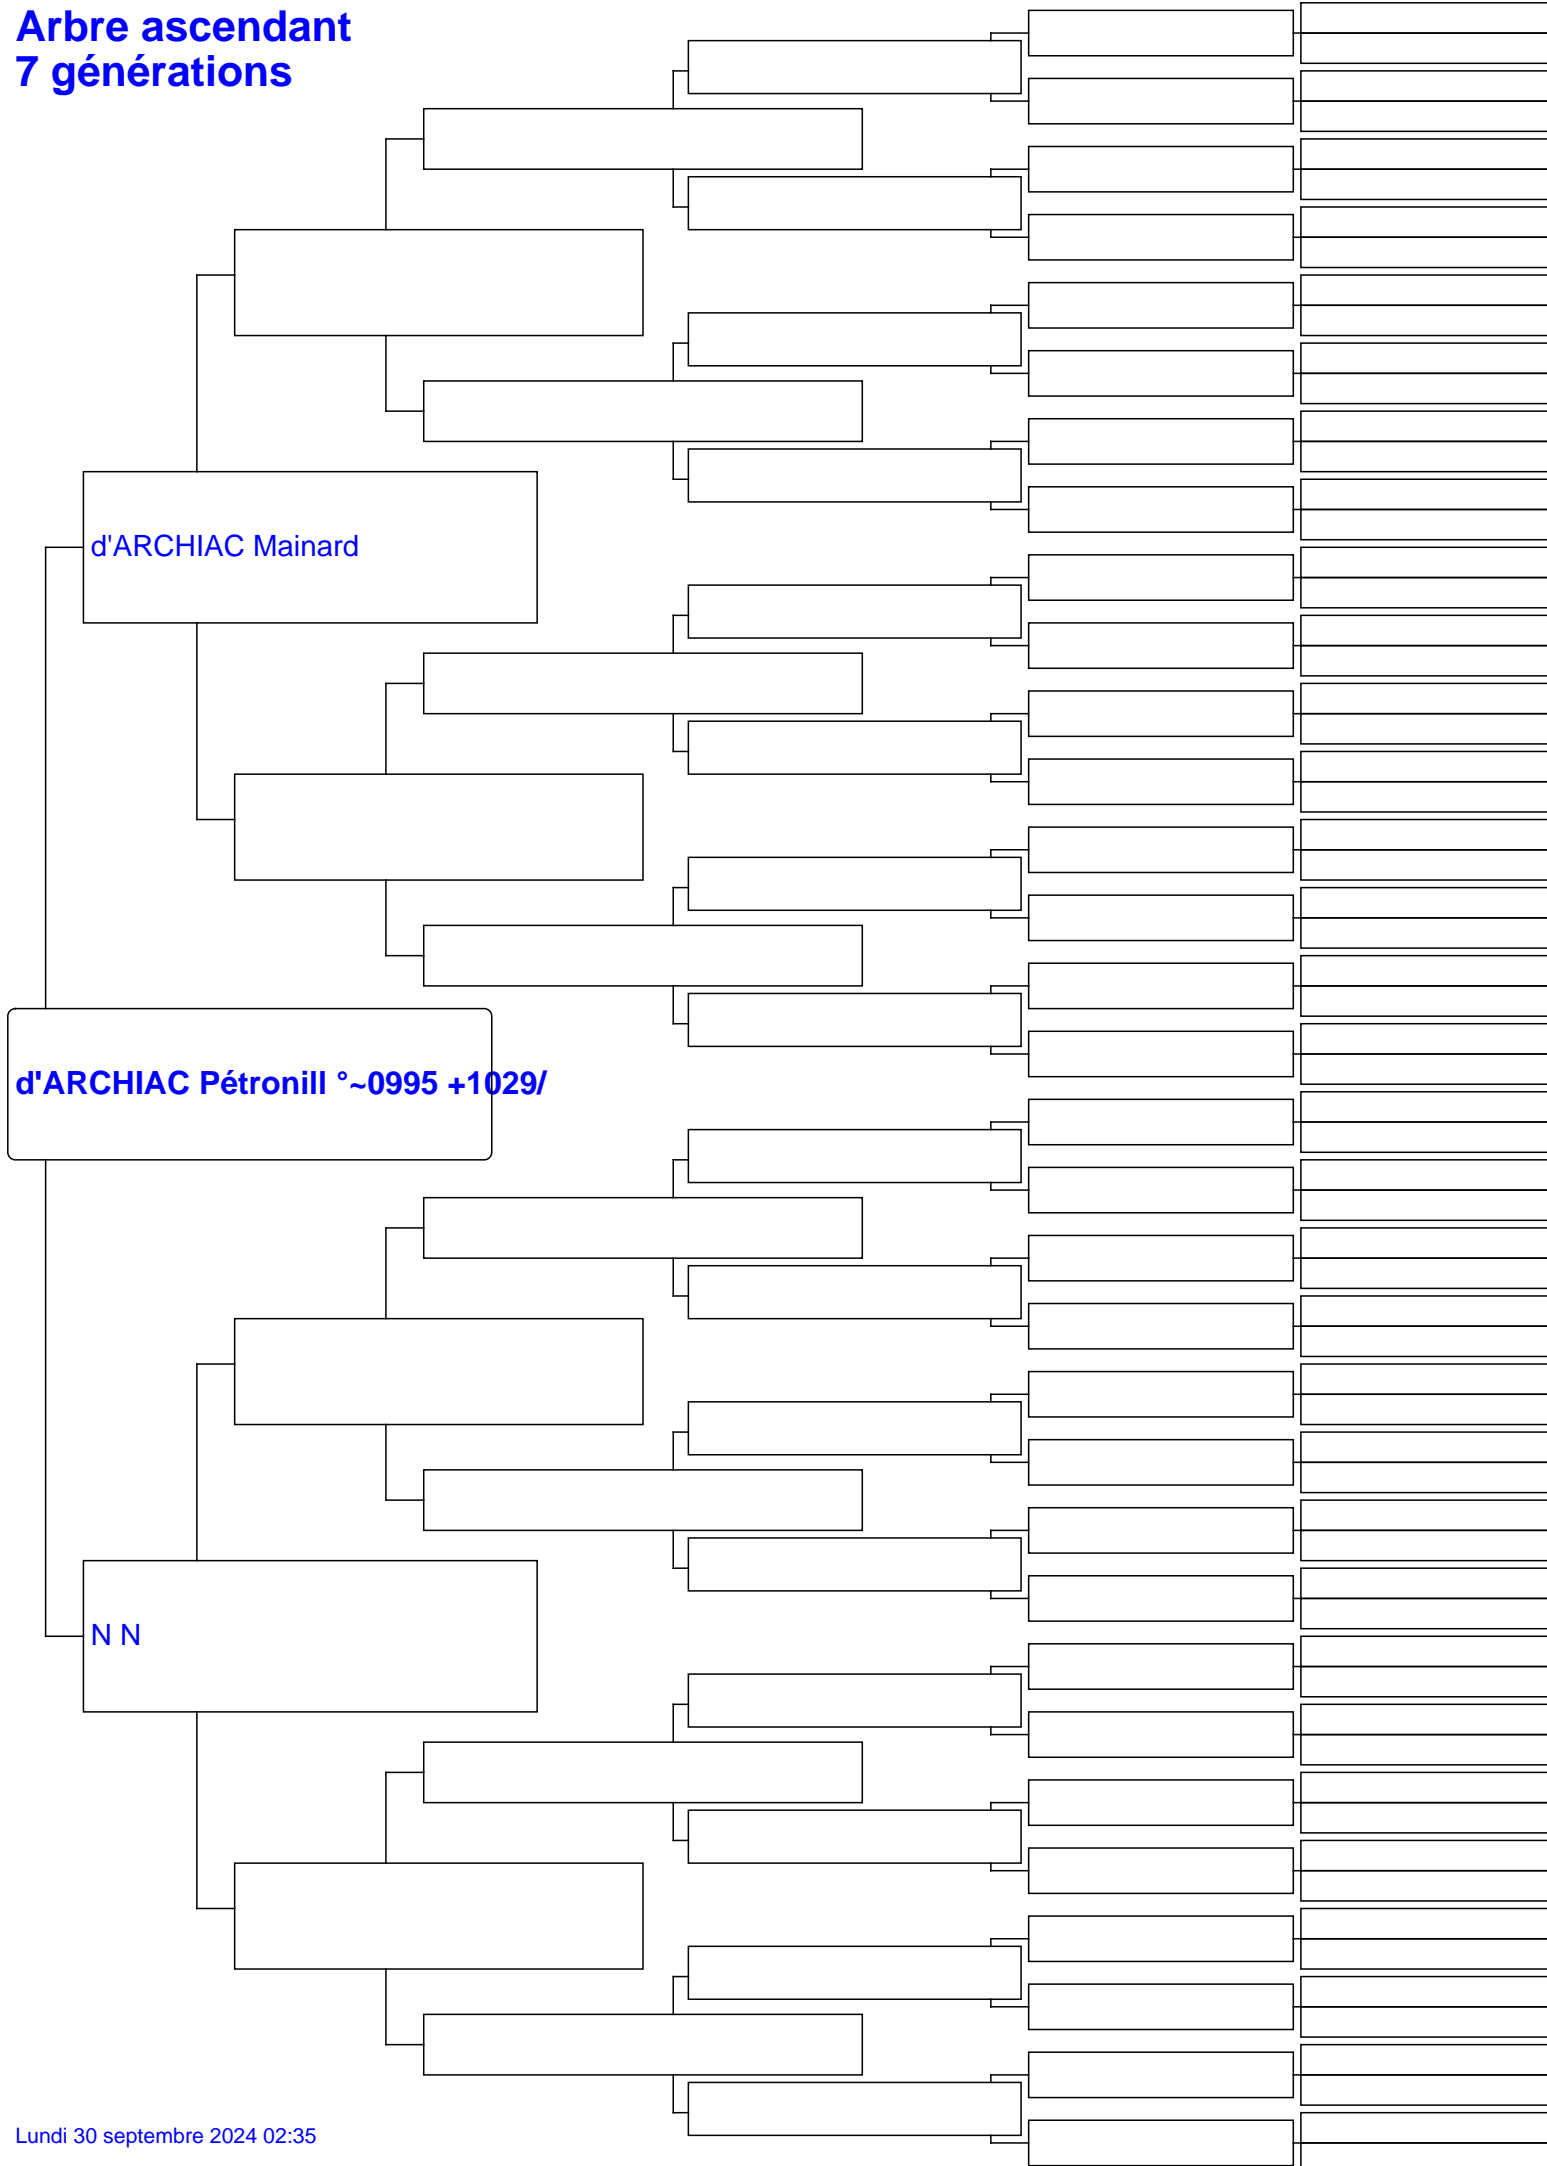 Arbre ascendant
7 générations
d'ARCHIAC Mainard
d'ARCHIAC Pétronill °~0995 +1029/
N N
Lundi 30 septembre 2024 02:35